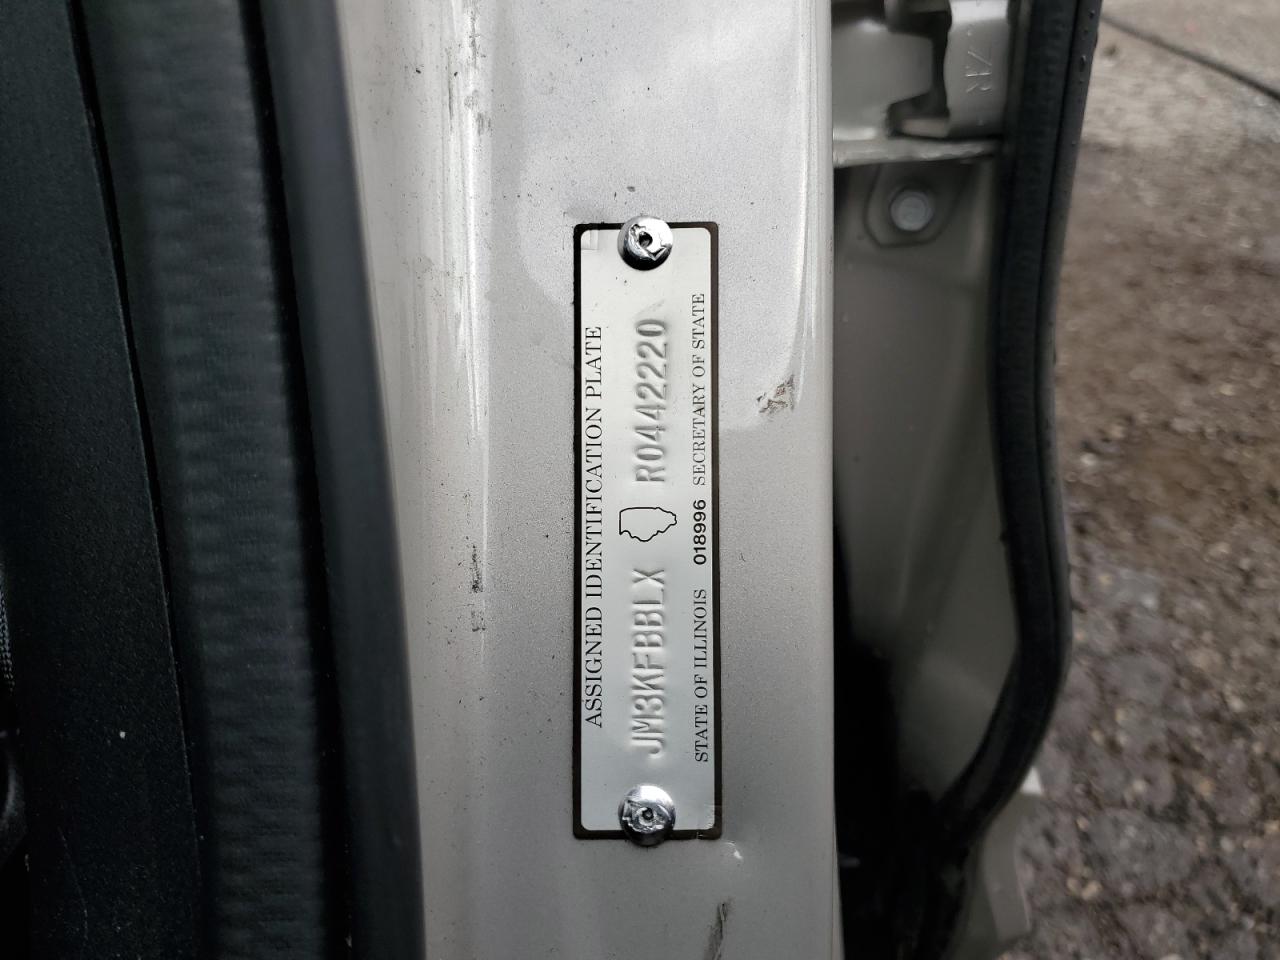 ASSIGNED IDENTIFICATION PLATE
JM3KFBBLX R0442220
STATE OF ILLINOIS 018996 SECRETARY OF STATE